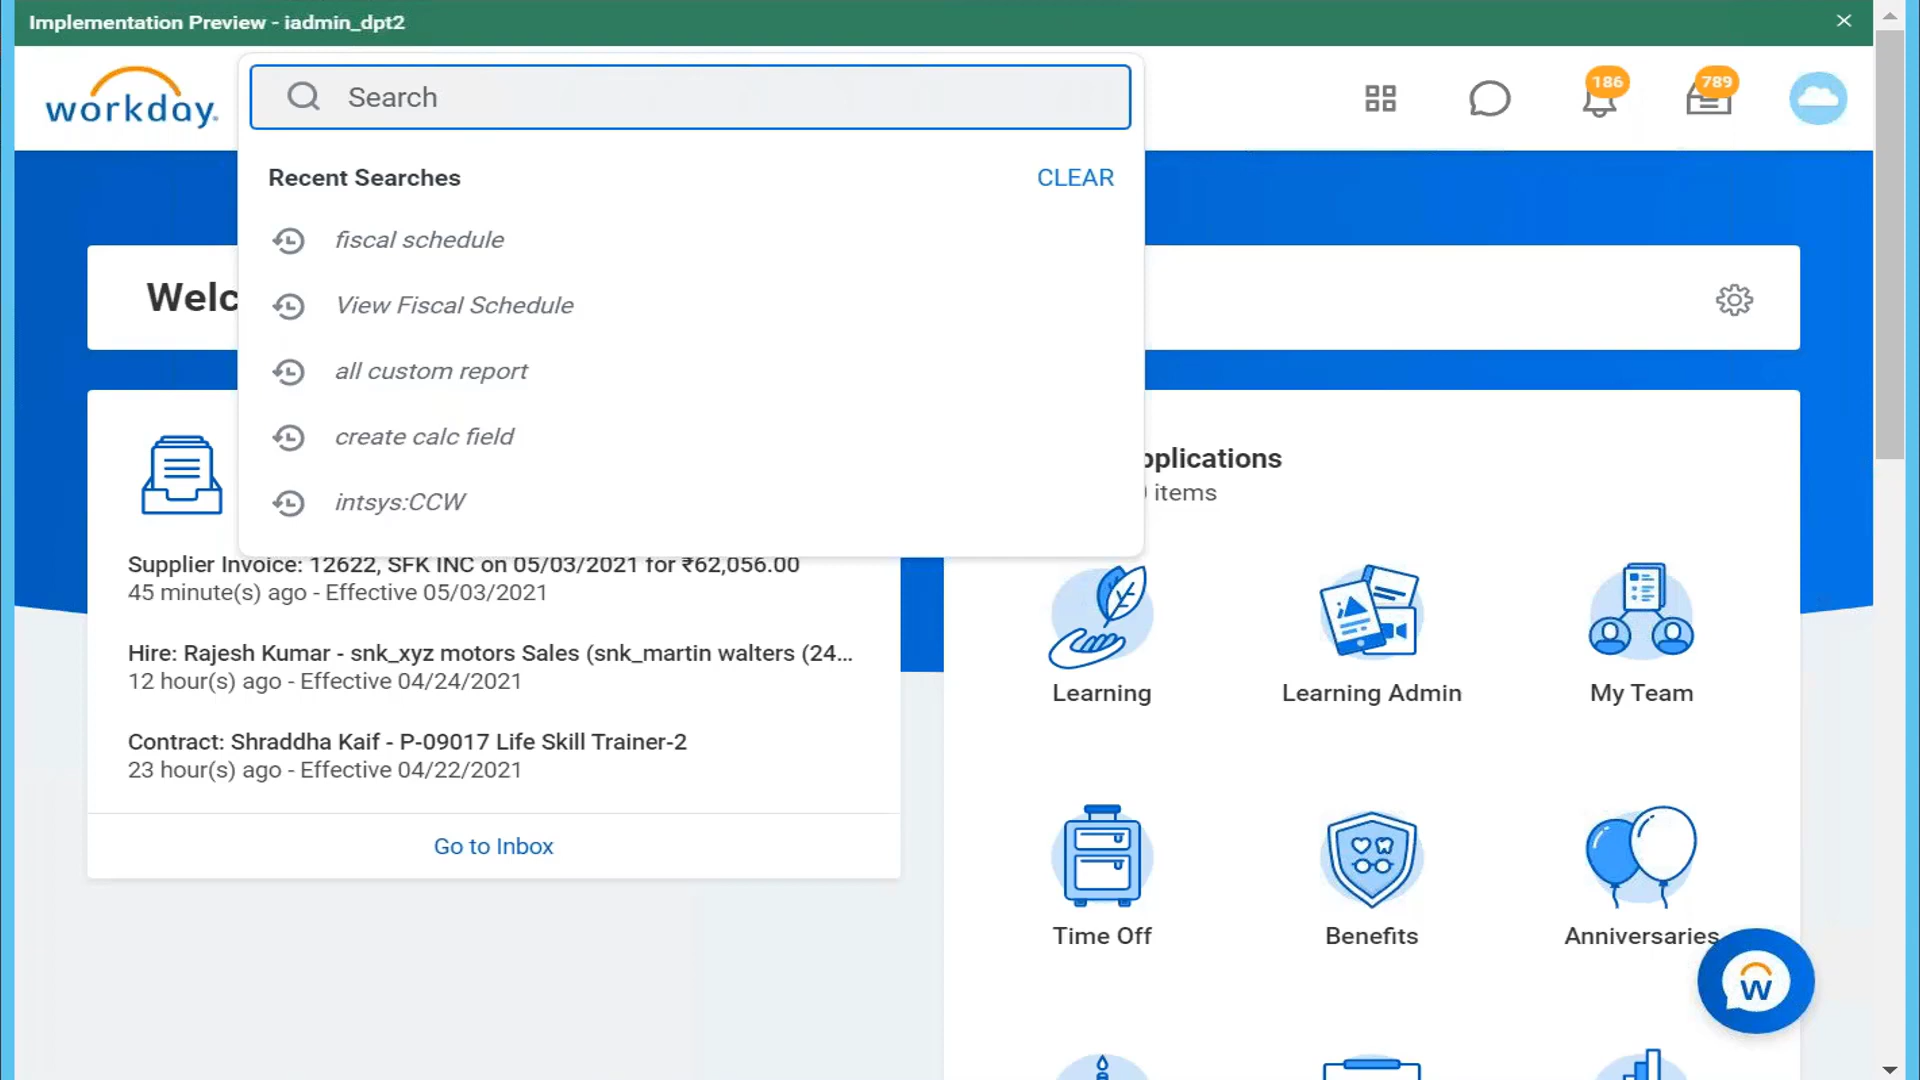 Implementation Preview - iadmin_dpt2
workday.
Search
186
789
Recent Searches
CLEAR
fiscal schedule
View Fiscal Schedule
all custom report
create calc field
intsys:CCW
Welc
pplications
items
Supplier Invoice: 12622, SFK INC on 05/03/2021 for ₹62,056.00
45 minute(s) ago - Effective 05/03/2021
Hire: Rajesh Kumar - snk_xyz motors Sales (snk_martin walters (24...
12 hour(s) ago - Effective 04/24/2021
Contract: Shraddha Kaif - P-09017 Life Skill Trainer-2
23 hour(s) ago - Effective 04/22/2021
Go to Inbox
Learning
Learning Admin
My Team
Time Off
Benefits
Anniversaries
W